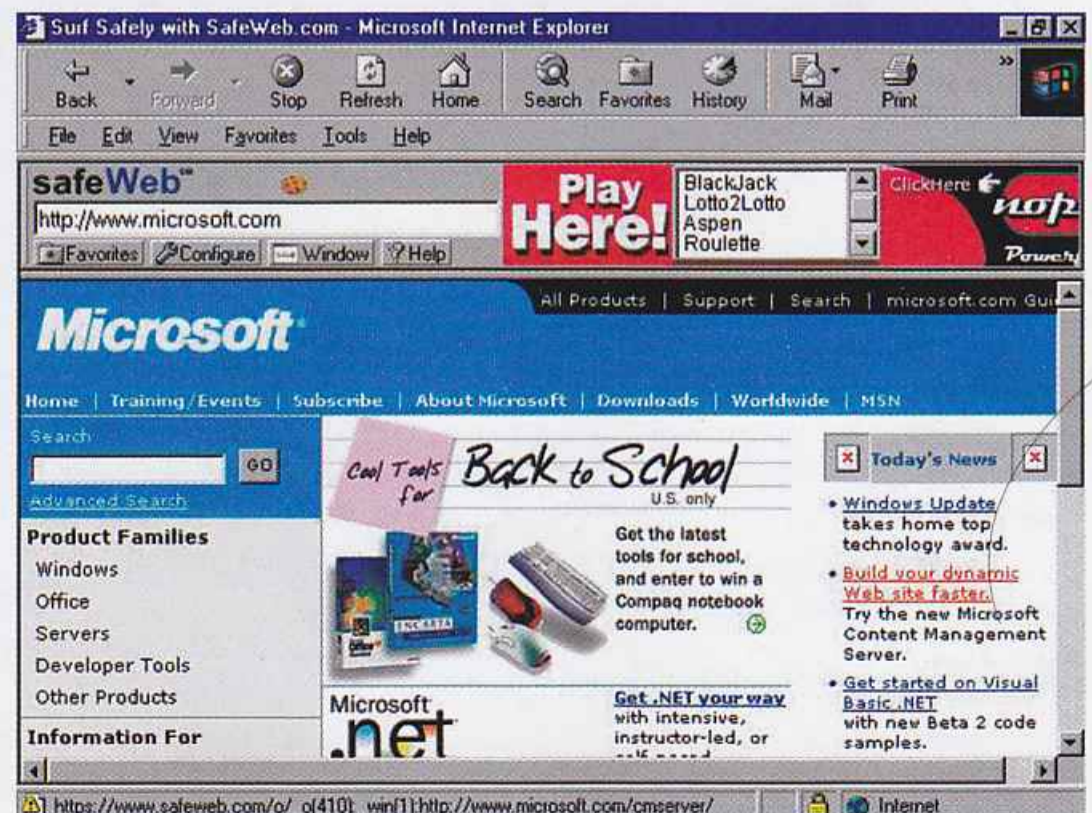 Surf Safely with SafeWeb.com - Microsoft Internet Explorer
Back Forward Stop Refresh Home Search Favorites History Mail Print
File Edit View Favorites Tools Help
safeWeb℠
http://www.microsoft.com
Favorites Configure Window Help
Play
Here!
BlackJack
Lotto2Lotto
Aspen
Roulette
ClickHere
nop
Power
All Products | Support | Search | microsoft.com Gui
Microsoft
Home | Training/Events | Subscribe | About Microsoft | Downloads | Worldwide | MSN
Search
GO
Advanced Search
Product Families
Windows
Office
Servers
Developer Tools
Other Products
Information For
Cool Tools
for
Back to School
U.S. only
Get the latest
tools for school,
and enter to win a
Compaq notebook
computer.
ENCARTA
Office
Microsoft
.net
Get .NET your way
with intensive,
instructor-led, or
Today's News
• Windows Update
takes home top
technology award.
• Build your dynamic
Web site faster.
Try the new Microsoft
Content Management
Server.
• Get started on Visual
Basic .NET
with new Beta 2 code
samples.
https://www.safeweb.com/o/_o(410):_win(1):http://www.microsoft.com/cmserver/
Internet